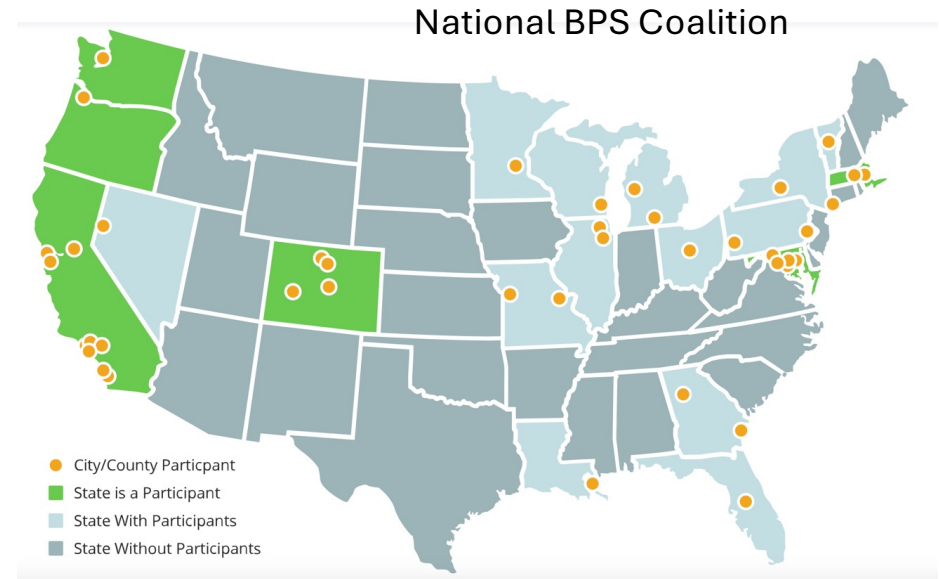 National BPS Coalition
City/County Particpant
State is a Participant
State With Participants
State Without Participants